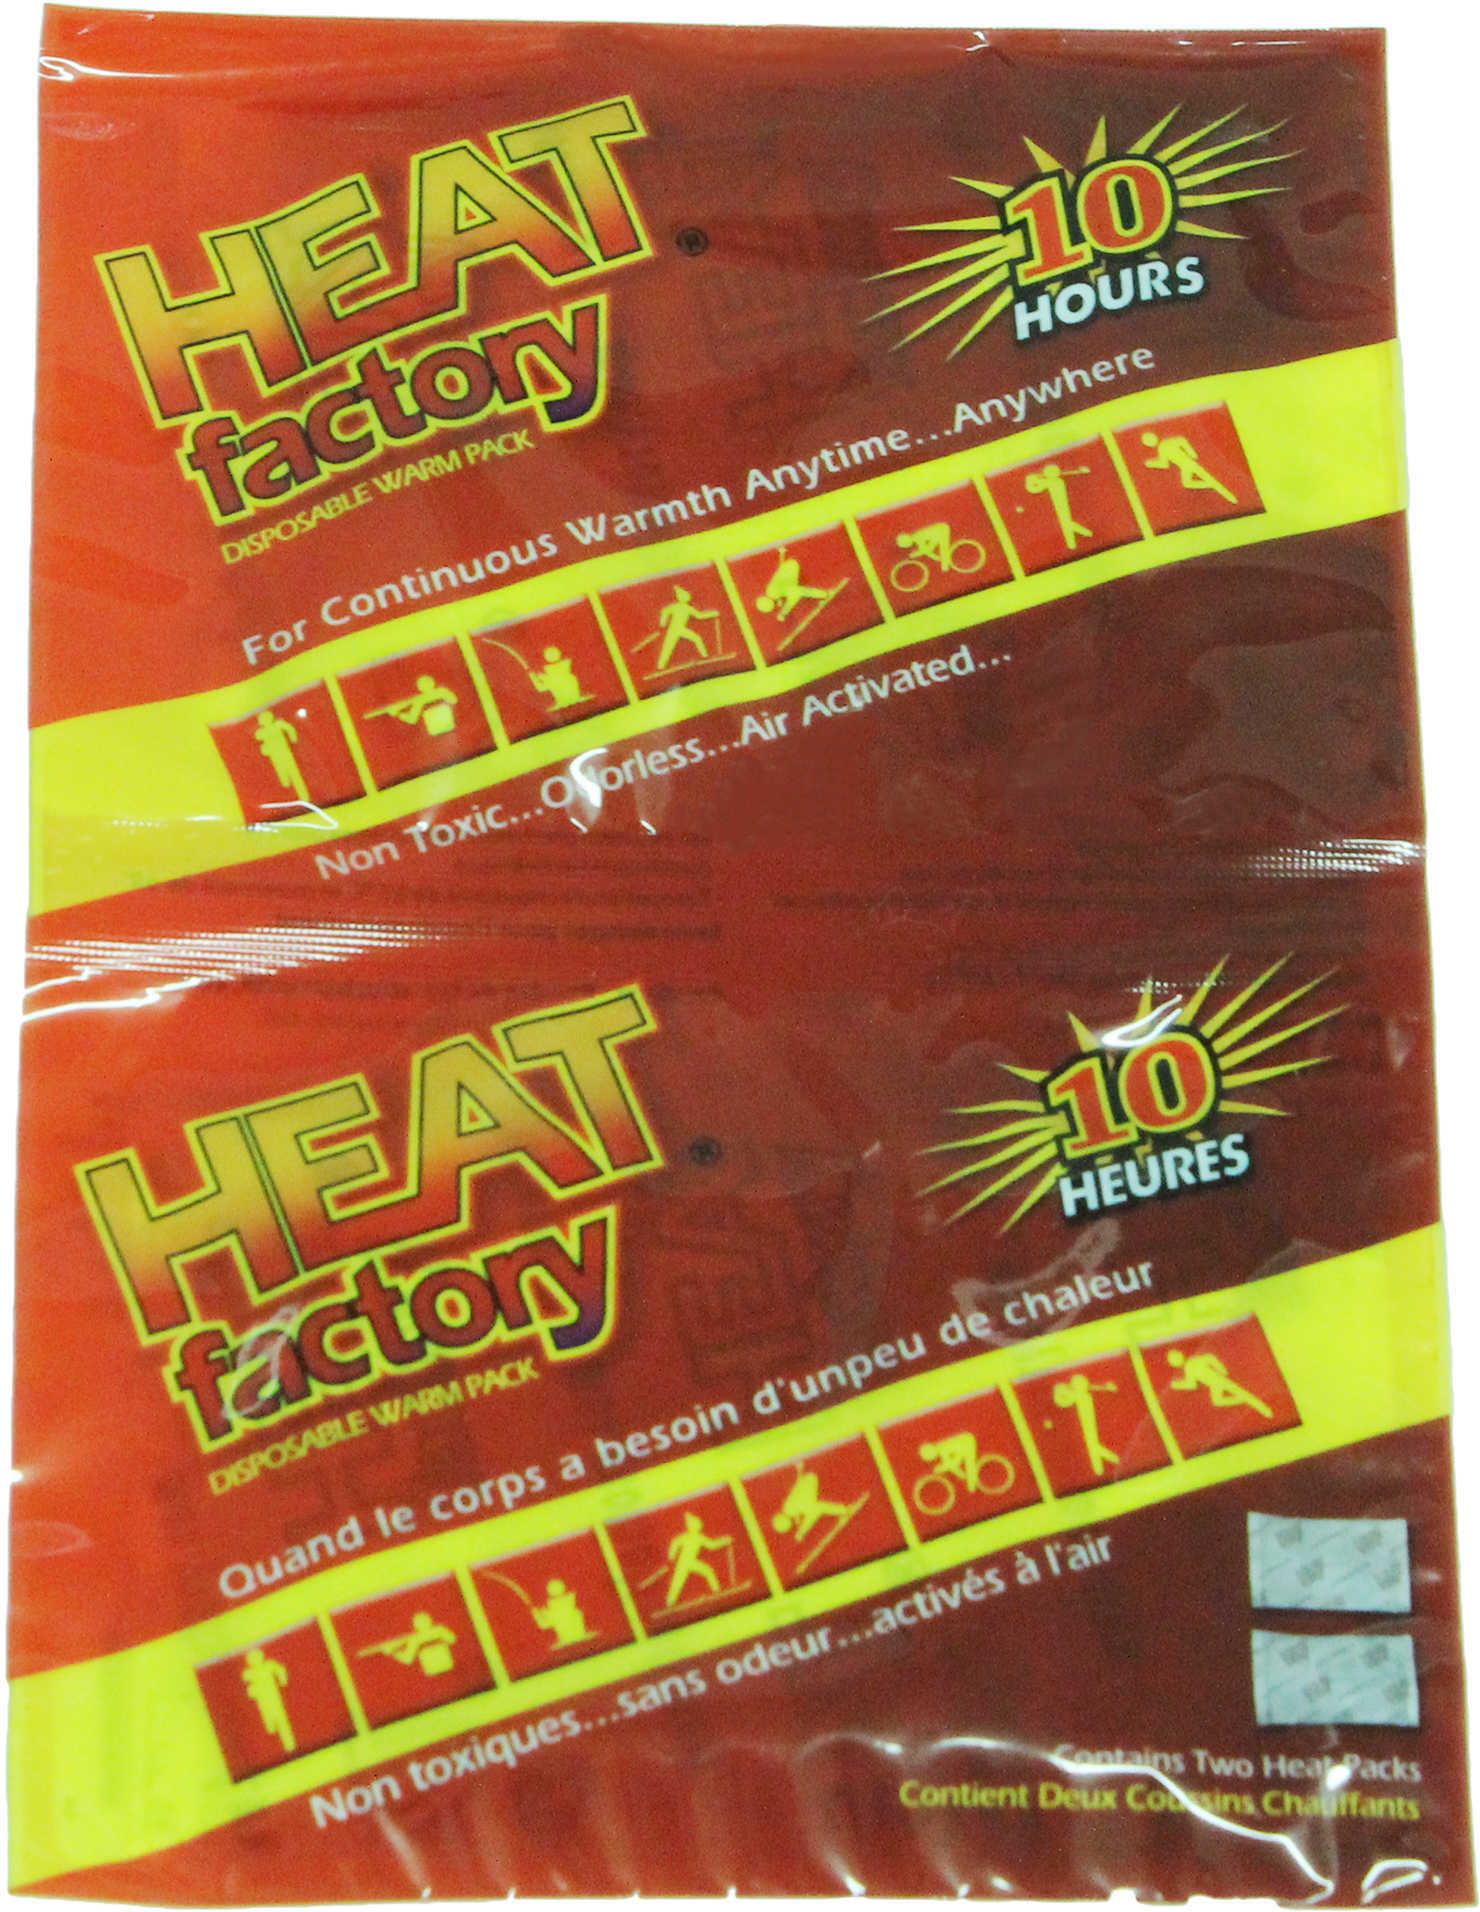 HEAT
factory
®
DISPOSABLE WARM PACK
10
HOURS
For Continuous Warmth Anytime...Anywhere
Non Toxic...Odorless...Air Activated...
HEAT
factory
®
DISPOSABLE WARM PACK
10
HEURES
Quand le corps a besoin d'unpeu de chaleur
Non toxiques...sans odeur...activés à l'air
Contains Two Heat Packs
Contient Deux Coussins Chauffants